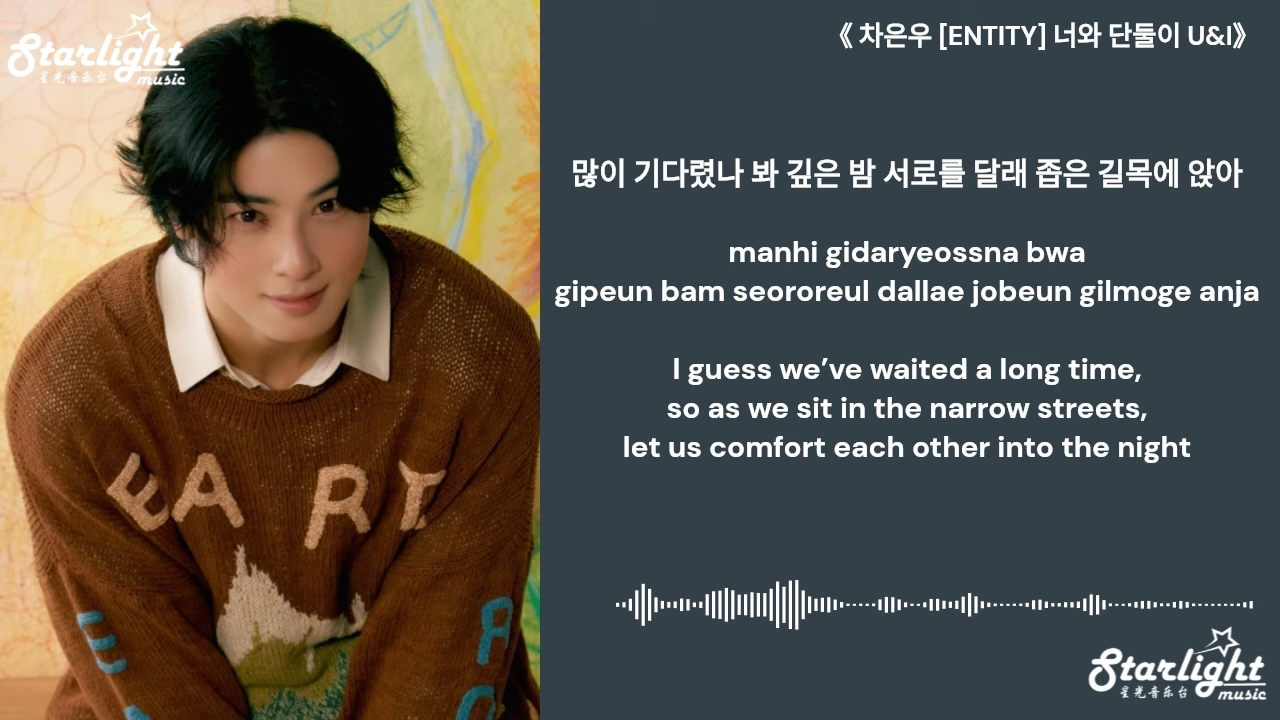 Starlight
星光音乐台
music
《 차은우 [ENTITY] 너와 단둘이 U&I》
많이 기다렸나 봐 깊은 밤 서로를 달래 좁은 길목에 앉아
manhi gidaryeossna bwa
gipeun bam seororeul dallae jobeun gilmoge anja
I guess we’ve waited a long time,
so as we sit in the narrow streets,
let us comfort each other into the night
EART
E
A
Starlight
星光音乐台
music